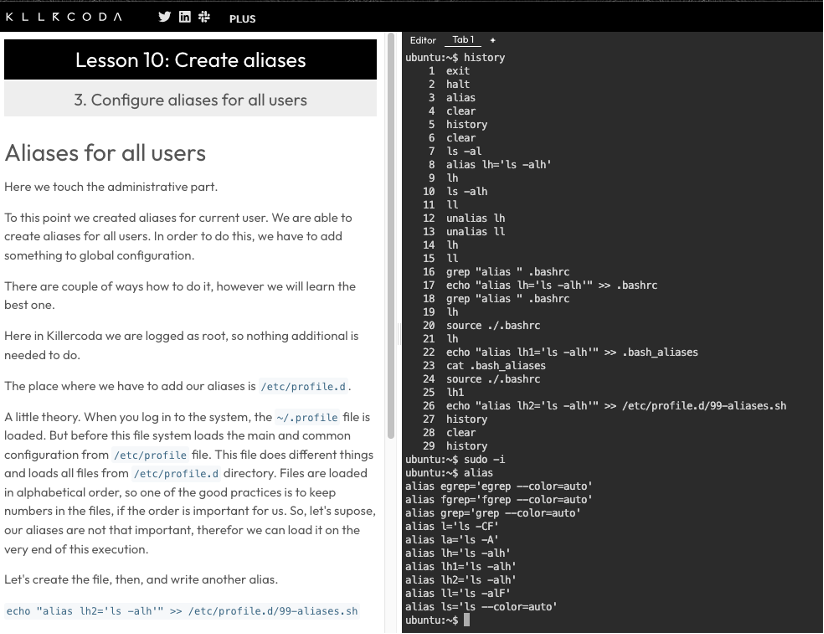 KLLRCODA PLUS
Lesson 10: Create aliases
3. Configure aliases for all users
Aliases for all users
Here we touch the administrative part.
To this point we created aliases for current user. We are able to
create aliases for all users. In order to do this, we have to add
something to global configuration.
There are couple of ways how to do it, however we will learn the
best one.
Here in Killercoda we are logged as root, so nothing additional is
needed to do.
The place where we have to add our aliases is /etc/profile.d.
A little theory. When you log in to the system, the ~/.profile file is
loaded. But before this file system loads the main and common
configuration from /etc/profile file. This file does different things
and loads all files from /etc/profile.d directory. Files are loaded
in alphabetical order, so one of the good practices is to keep
numbers in the files, if the order is important for us. So, let's supose,
our aliases are not that important, therefor we can load it on the
very end of this execution.
Let's create the file, then, and write another alias.
echo "alias lh2='ls -alh'" >> /etc/profile.d/99-aliases.sh
Editor Tab 1 +
ubuntu:~$ history
1 exit
2 halt
3 alias
4 clear
5 history
6 clear
7 ls -al
8 alias lh='ls -alh'
9 lh
10 ls -alh
11 ll
12 unalias lh
13 unalias ll
14 lh
15 ll
16 grep "alias " .bashrc
17 echo "alias lh='ls -alh'" >> .bashrc
18 grep "alias " .bashrc
19 lh
20 source ./.bashrc
21 lh
22 echo "alias lh1='ls -alh'" >> .bash_aliases
23 cat .bash_aliases
24 source ./.bashrc
25 lh1
26 echo "alias lh2='ls -alh'" >> /etc/profile.d/99-aliases.sh
27 history
28 clear
29 history
ubuntu:~$ sudo -i
ubuntu:~$ alias
alias egrep='egrep --color=auto'
alias fgrep='fgrep --color=auto'
alias grep='grep --color=auto'
alias l='ls -CF'
alias la='ls -A'
alias lh='ls -alh'
alias lh1='ls -alh'
alias lh2='ls -alh'
alias ll='ls -alF'
alias ls='ls --color=auto'
ubuntu:~$